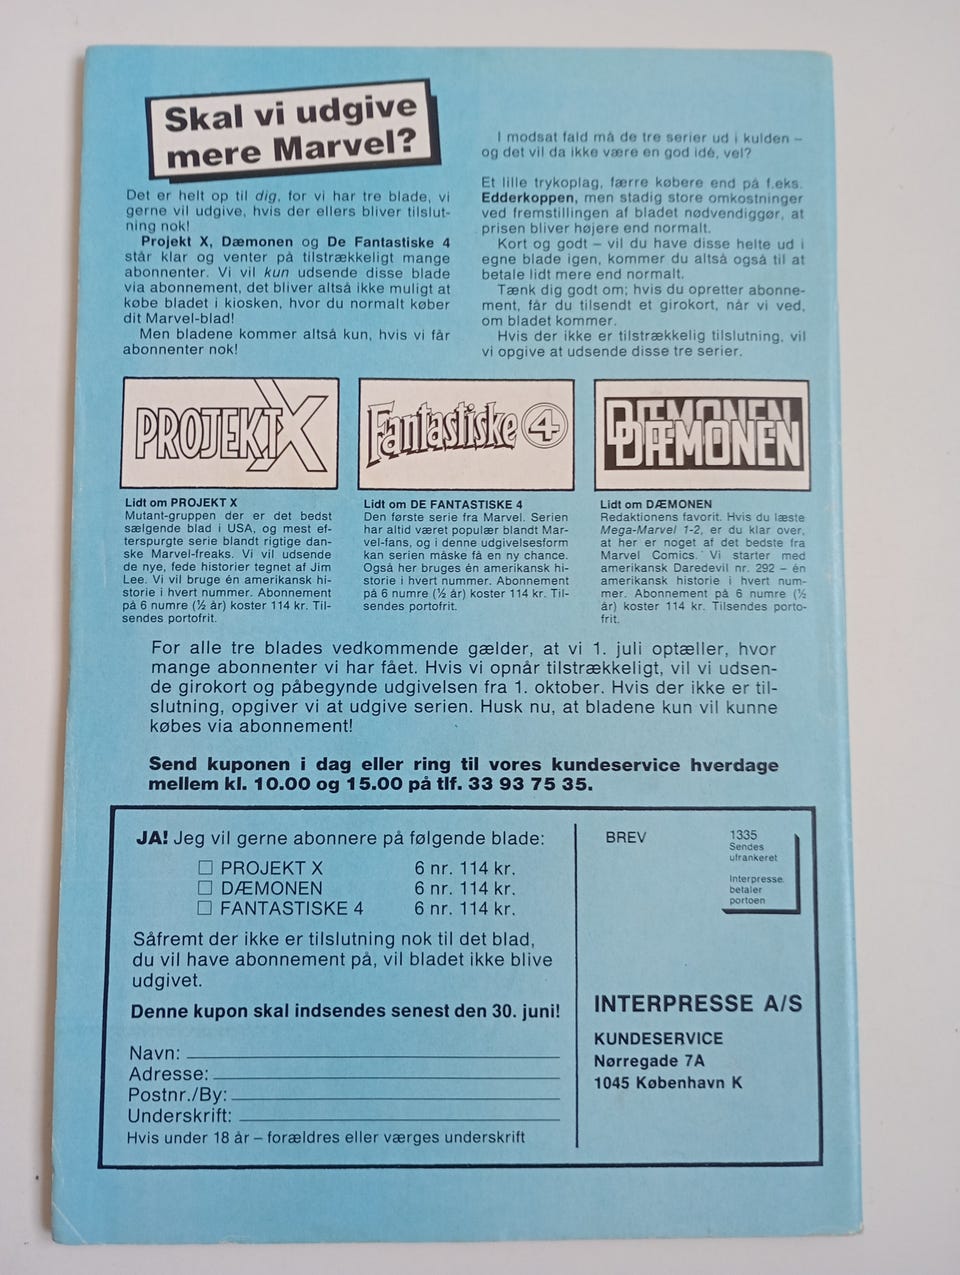 Skal vi udgive
mere Marvel?
Det er helt op til dig, for vi har tre blade, vi
gerne vil udgive, hvis der ellers bliver tilslut-
ning nok!
Projekt X, Dæmonen og De Fantastiske 4
står klar og venter på tilstrækkeligt mange
abonnenter. Vi vil kun udsende disse blade
via abonnement, det bliver altså ikke muligt at
købe bladet i kiosken, hvor du normalt køber
dit Marvel-blad!
Men bladene kommer altså kun, hvis vi får
abonnenter nok!
I modsat fald må de tre serier ud i kulden –
og det vil da ikke være en god idé, vel?
Et lille trykoplag, færre købere end på f.eks.
Edderkoppen, men stadig store omkostninger
ved fremstillingen af bladet nødvendiggør, at
prisen bliver højere end normalt.
Kort og godt – vil du have disse helte ud i
egne blade igen, kommer du altså også til at
betale lidt mere end normalt.
Tænk dig godt om; hvis du opretter abonne-
ment, får du tilsendt et girokort, når vi ved,
om bladet kommer.
Hvis der ikke er tilstrækkelig tilslutning, vil
vi opgive at udsende disse tre serier.
PROJEKT X
Fantastiske 4
DÆMONEN
DÆMONEN
Lidt om PROJEKT X
Mutant-gruppen der er det bedst
sælgende blad i USA, og mest ef-
terspurgte serie blandt rigtige dan-
ske Marvel-freaks. Vi vil udsende
de nye, fede historier tegnet af Jim
Lee. Vi vil bruge én amerikansk hi-
storie i hvert nummer. Abonnement
på 6 numre (½ år) koster 114 kr. Til-
sendes portofrit.
Lidt om DE FANTASTISKE 4
Den første serie fra Marvel. Serien
har altid været populær blandt Mar-
vel-fans, og i denne udgivelsesform
kan serien måske få en ny chance.
Også her bruges én amerikansk hi-
storie i hvert nummer. Abonnement
på 6 numre (½ år) koster 114 kr. Til-
sendes portofrit.
Lidt om DÆMONEN
Redaktionens favorit. Hvis du læste
Mega-Marvel 1-2, er du klar over,
at her er noget af det bedste fra
Marvel Comics. Vi starter med
amerikansk Daredevil nr. 292 – én
amerikansk historie i hvert num-
mer. Abonnement på 6 numre (½
år) koster 114 kr. Tilsendes porto-
frit.
For alle tre blades vedkommende gælder, at vi 1. juli optæller, hvor
mange abonnenter vi har fået. Hvis vi opnår tilstrækkeligt, vil vi udsen-
de girokort og påbegynde udgivelsen fra 1. oktober. Hvis der ikke er til-
slutning, opgiver vi at udgive serien. Husk nu, at bladene kun vil kunne
købes via abonnement!
Send kuponen i dag eller ring til vores kundeservice hverdage
mellem kl. 10.00 og 15.00 på tlf. 33 93 75 35.
JA! Jeg vil gerne abonnere på følgende blade:
PROJEKT X 6 nr. 114 kr.
DÆMONEN 6 nr. 114 kr.
FANTASTISKE 4 6 nr. 114 kr.
Såfremt der ikke er tilslutning nok til det blad,
du vil have abonnement på, vil bladet ikke blive
udgivet.
Denne kupon skal indsendes senest den 30. juni!
Navn:
Adresse:
Postnr./By:
Underskrift:
Hvis under 18 år – forældres eller værges underskrift
BREV
1335
Sendes
ufrankeret
Interpresse
betaler
portoen
INTERPRESSE A/S
KUNDESERVICE
Nørregade 7A
1045 København K